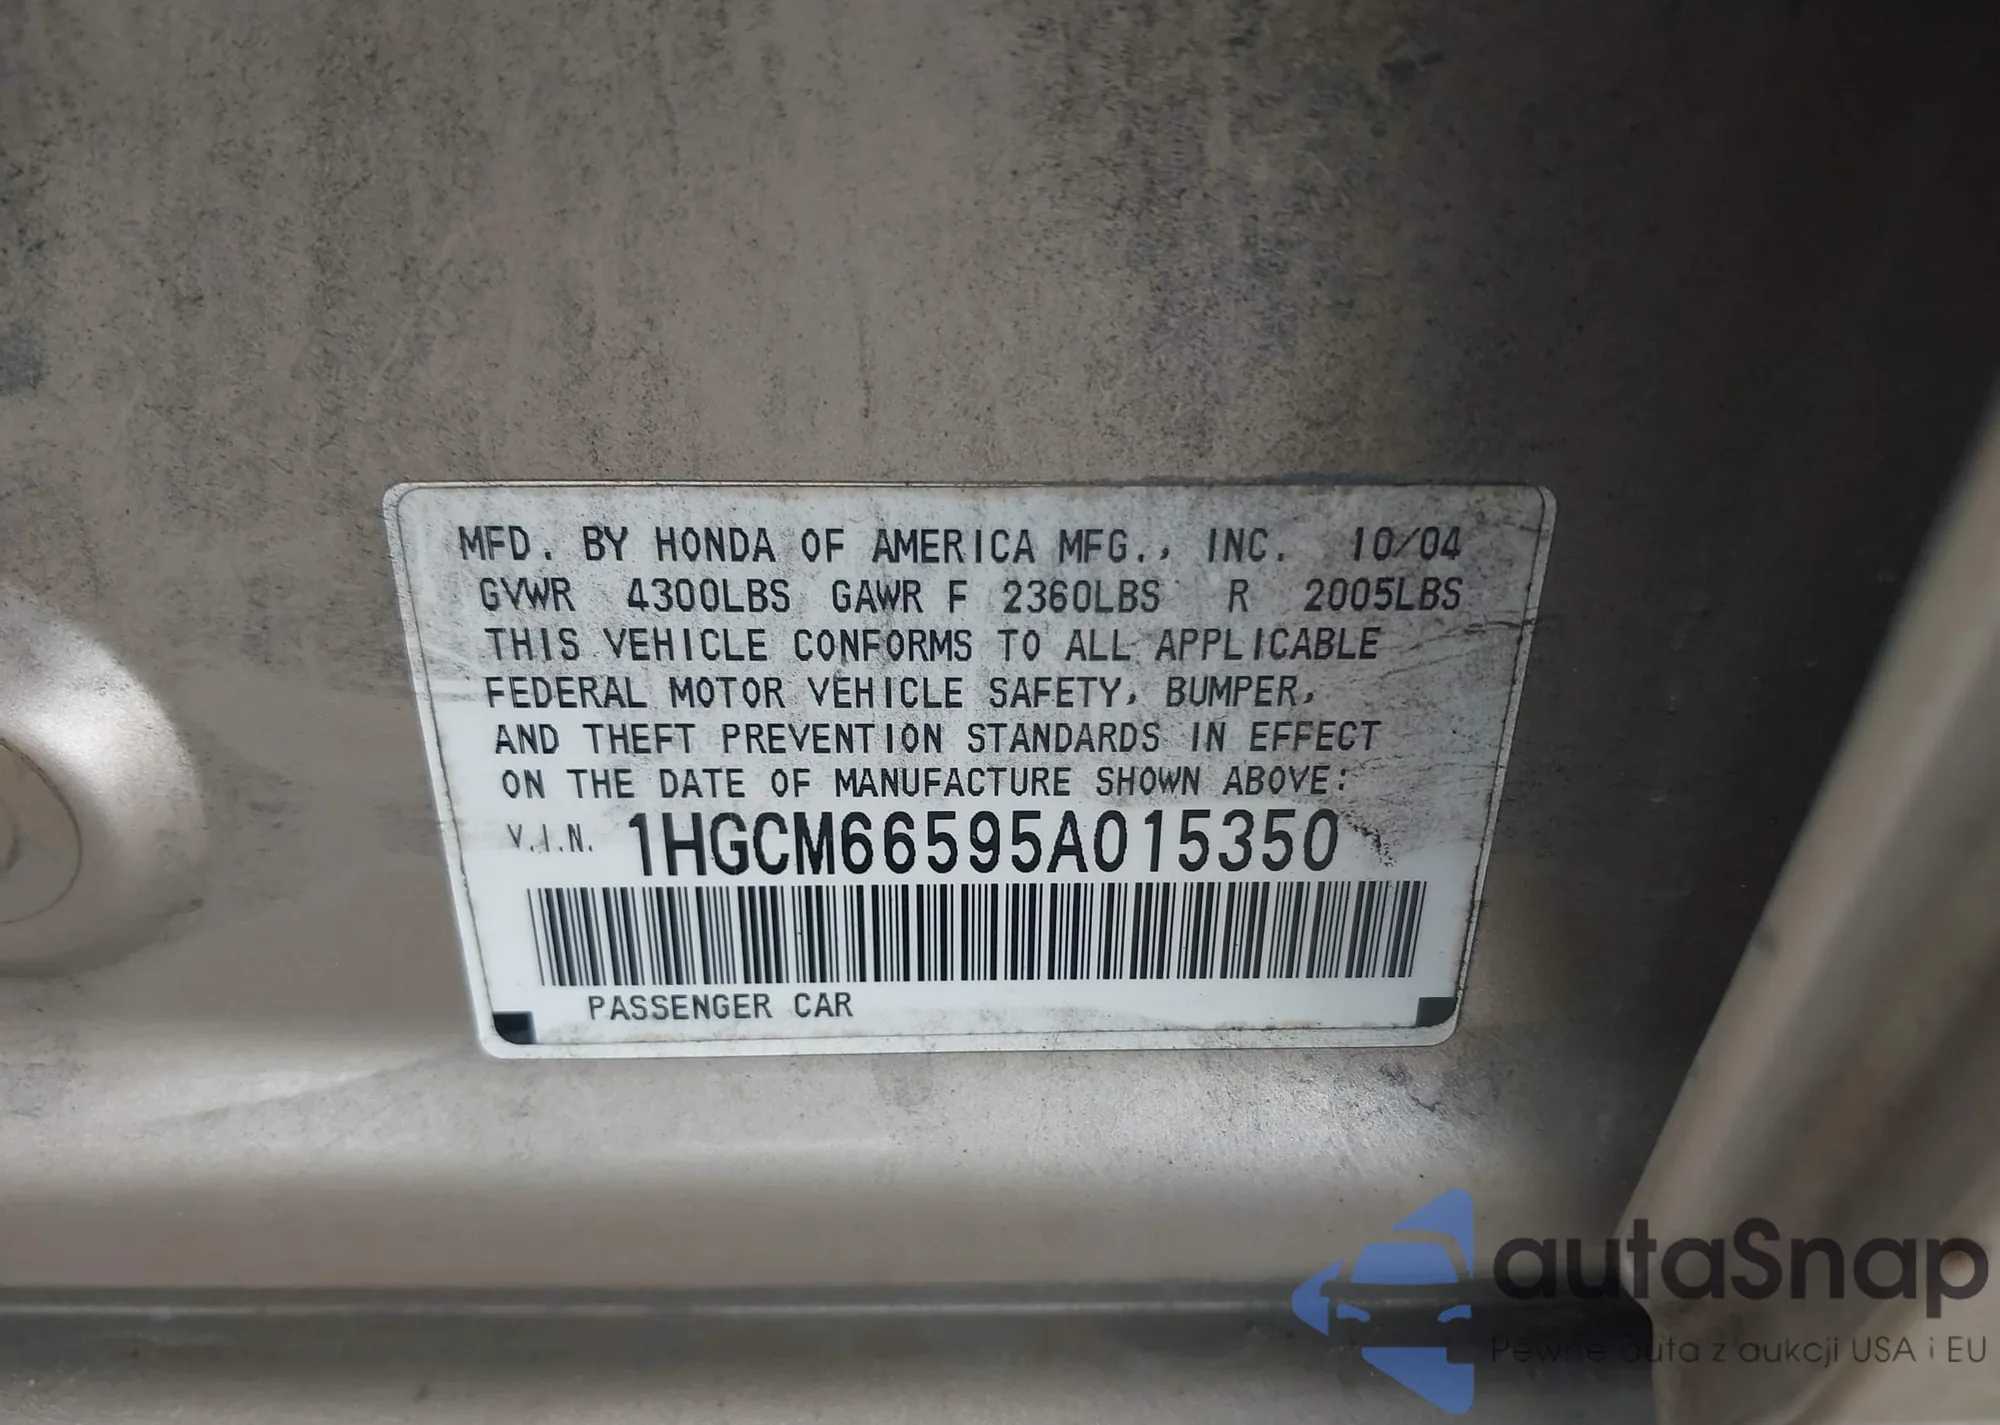 MFD. BY HONDA OF AMERICA MFG., INC. 10/04
GVWR 4300LBS GAWR F 2360LBS R 2005LBS
THIS VEHICLE CONFORMS TO ALL APPLICABLE
FEDERAL MOTOR VEHICLE SAFETY, BUMPER,
AND THEFT PREVENTION STANDARDS IN EFFECT
ON THE DATE OF MANUFACTURE SHOWN ABOVE:
V.I.N. 1HGCM66595A015350
PASSENGER CAR
autaSnap
Pewne auta z aukcji USA i EU